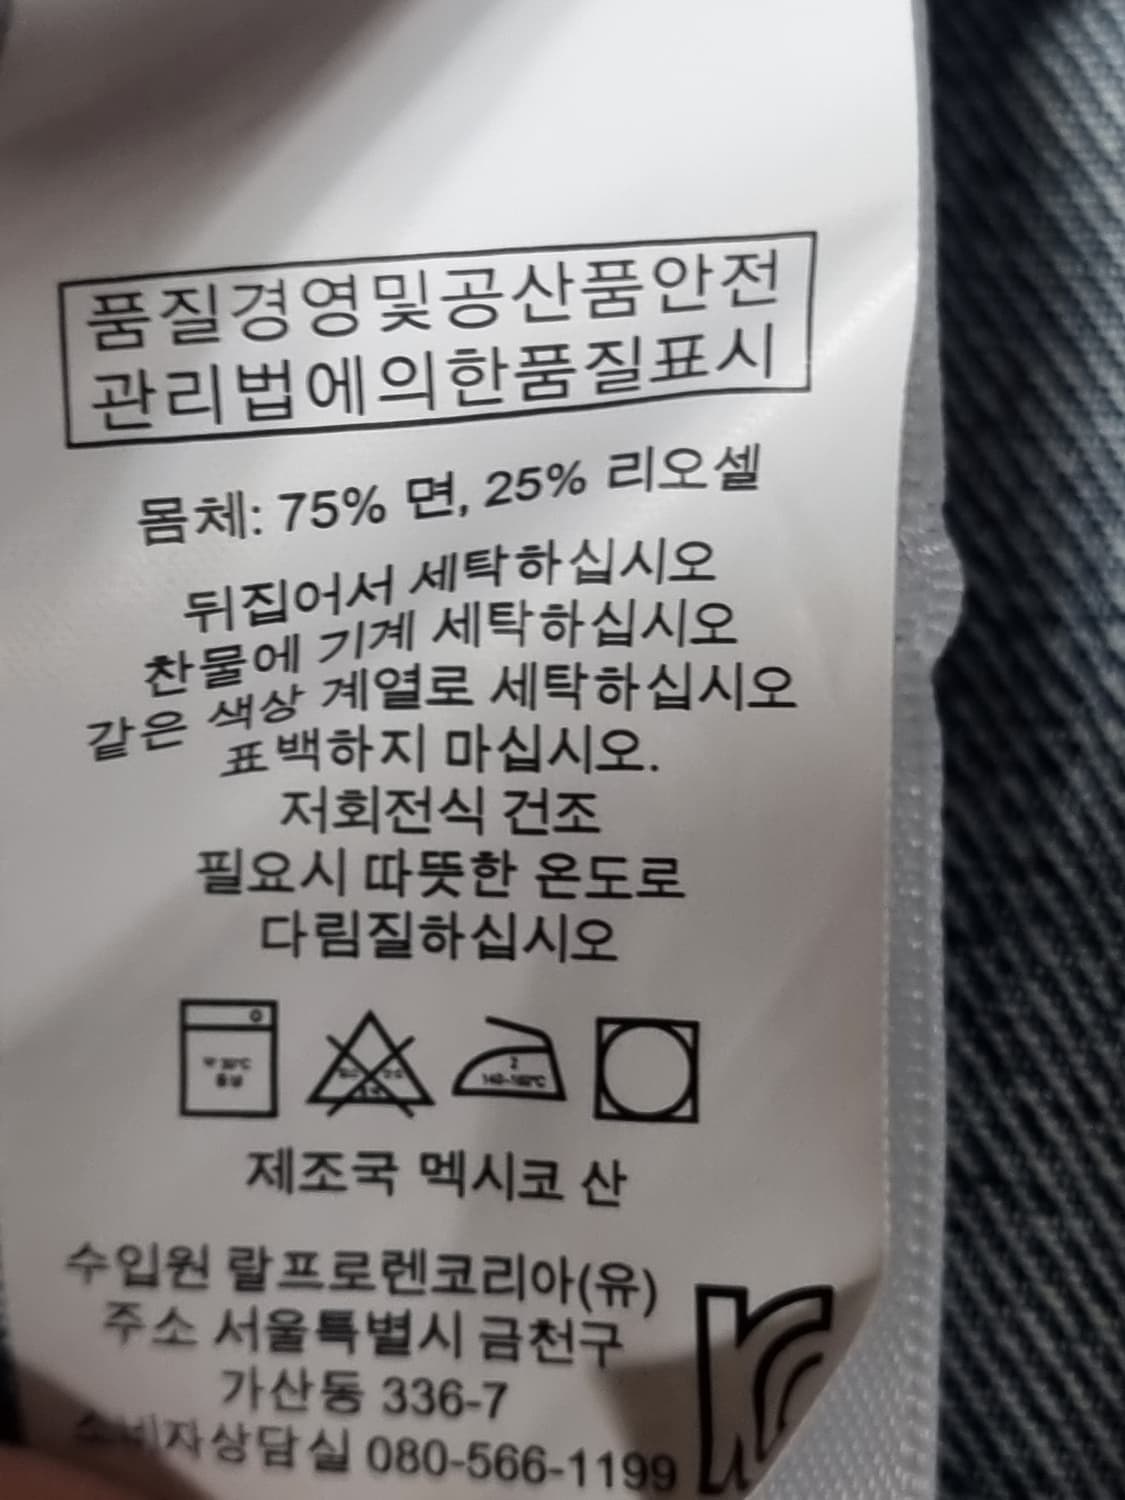 품질경영및공산품안전
관리법에의한품질표시
몸체: 75% 면, 25% 리오셀
뒤집어서 세탁하십시오
찬물에 기계 세탁하십시오
같은 색상 계열로 세탁하십시오
표백하지 마십시오.
저회전식 건조
필요시 따뜻한 온도로
다림질하십시오
제조국 멕시코 산
수입원 랄프로렌코리아(유)
주소 서울특별시 금천구
가산동 336-7
소비자상담실 080-566-1199